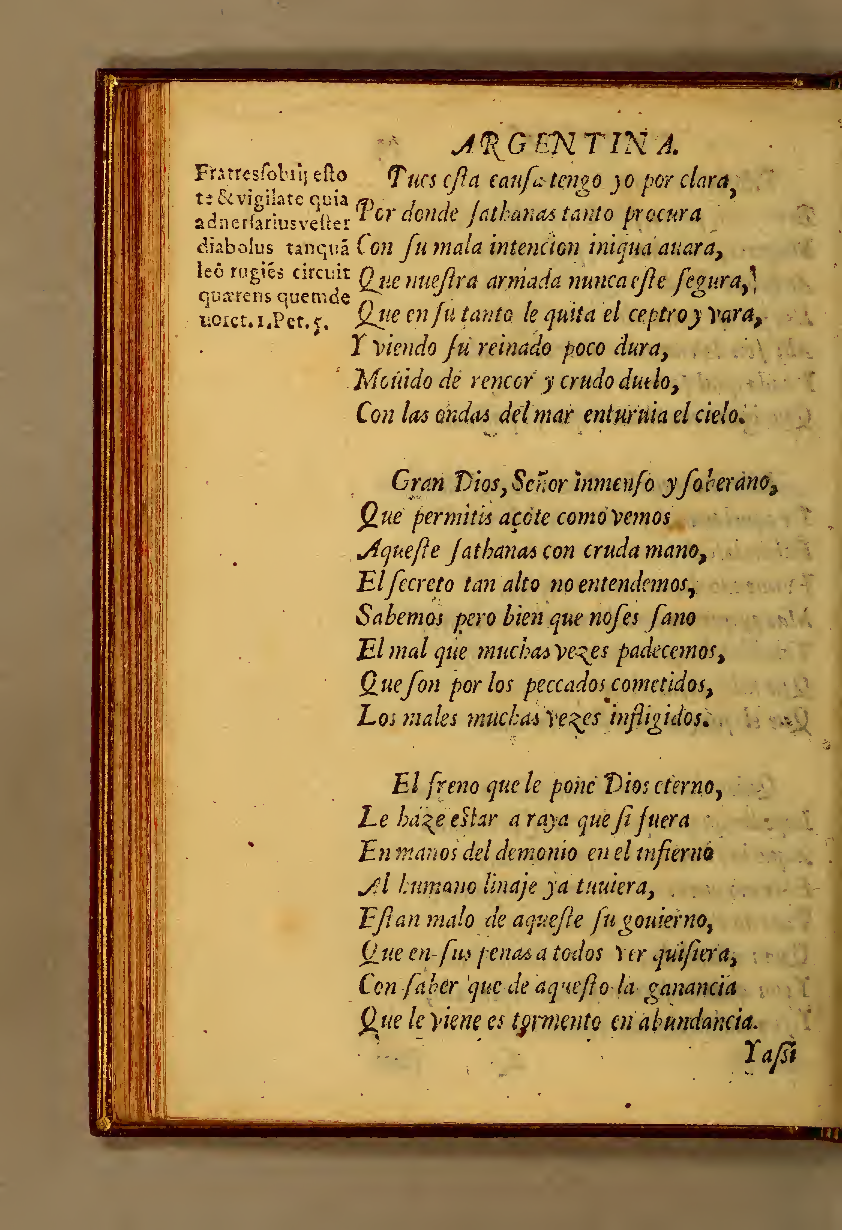 ARGENTINA.
Fratres ſobrij eſto
te & vigilate quia
aduerſarius veſter
diabolus tanquã
leõ rugiẽs circuit
quærens quem de
uoret. 1. Pet. 5.
Pues eſta cauſa tengo yo por clara,
Por donde ſathanas tanto procura
Con ſu mala intencion iniqua auara,
Que nueſtra armada nunca eſte ſegura,
Que en ſu tanto le quita el ceptro y vara,
Y viendo ſu reinado poco dura,
Mouido de rencor y crudo duelo,
Con las ondas del mar enturuia el cielo.
Gran Dios, Señor inmenſo y ſoberano,
Que permitis açote como vemos
Aqueſte ſathanas con cruda mano,
El ſecreto tan alto no entendemos,
Sabemos pero bien que nos es ſano
El mal que muchas vezes padecemos,
Que ſon por los peccados cometidos,
Los males muchas vezes infligidos.
El freno que le pone Dios eterno,
Le haze eſtar a raya que ſi fuera
En manos del demonio en el infierno
Al humano linaje ya tuuiera,
Eſtan malo de aqueſte ſu gouierno,
Que en ſus penas a todos ver quiſiera,
Con ſaber que de aqueſto la ganancia
Que le viene es tormento en abundancia.
Y aſſi